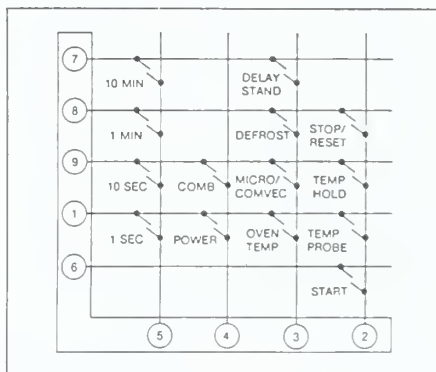 7
10 MIN DELAY STAND
8
1 MIN DEFROST STOP/ RESET
9
10 SEC COMB MICRO/ COMVEC TEMP HOLD
1
1 SEC POWER OVEN TEMP TEMP PROBE
6
START
5 4 3 2